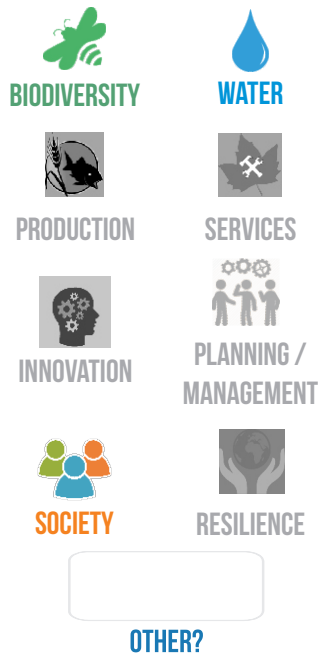 BIODIVERSITY
WATER
PRODUCTION
SERVICES
INNOVATION
PLANNING /
MANAGEMENT
SOCIETY
RESILIENCE
OTHER?